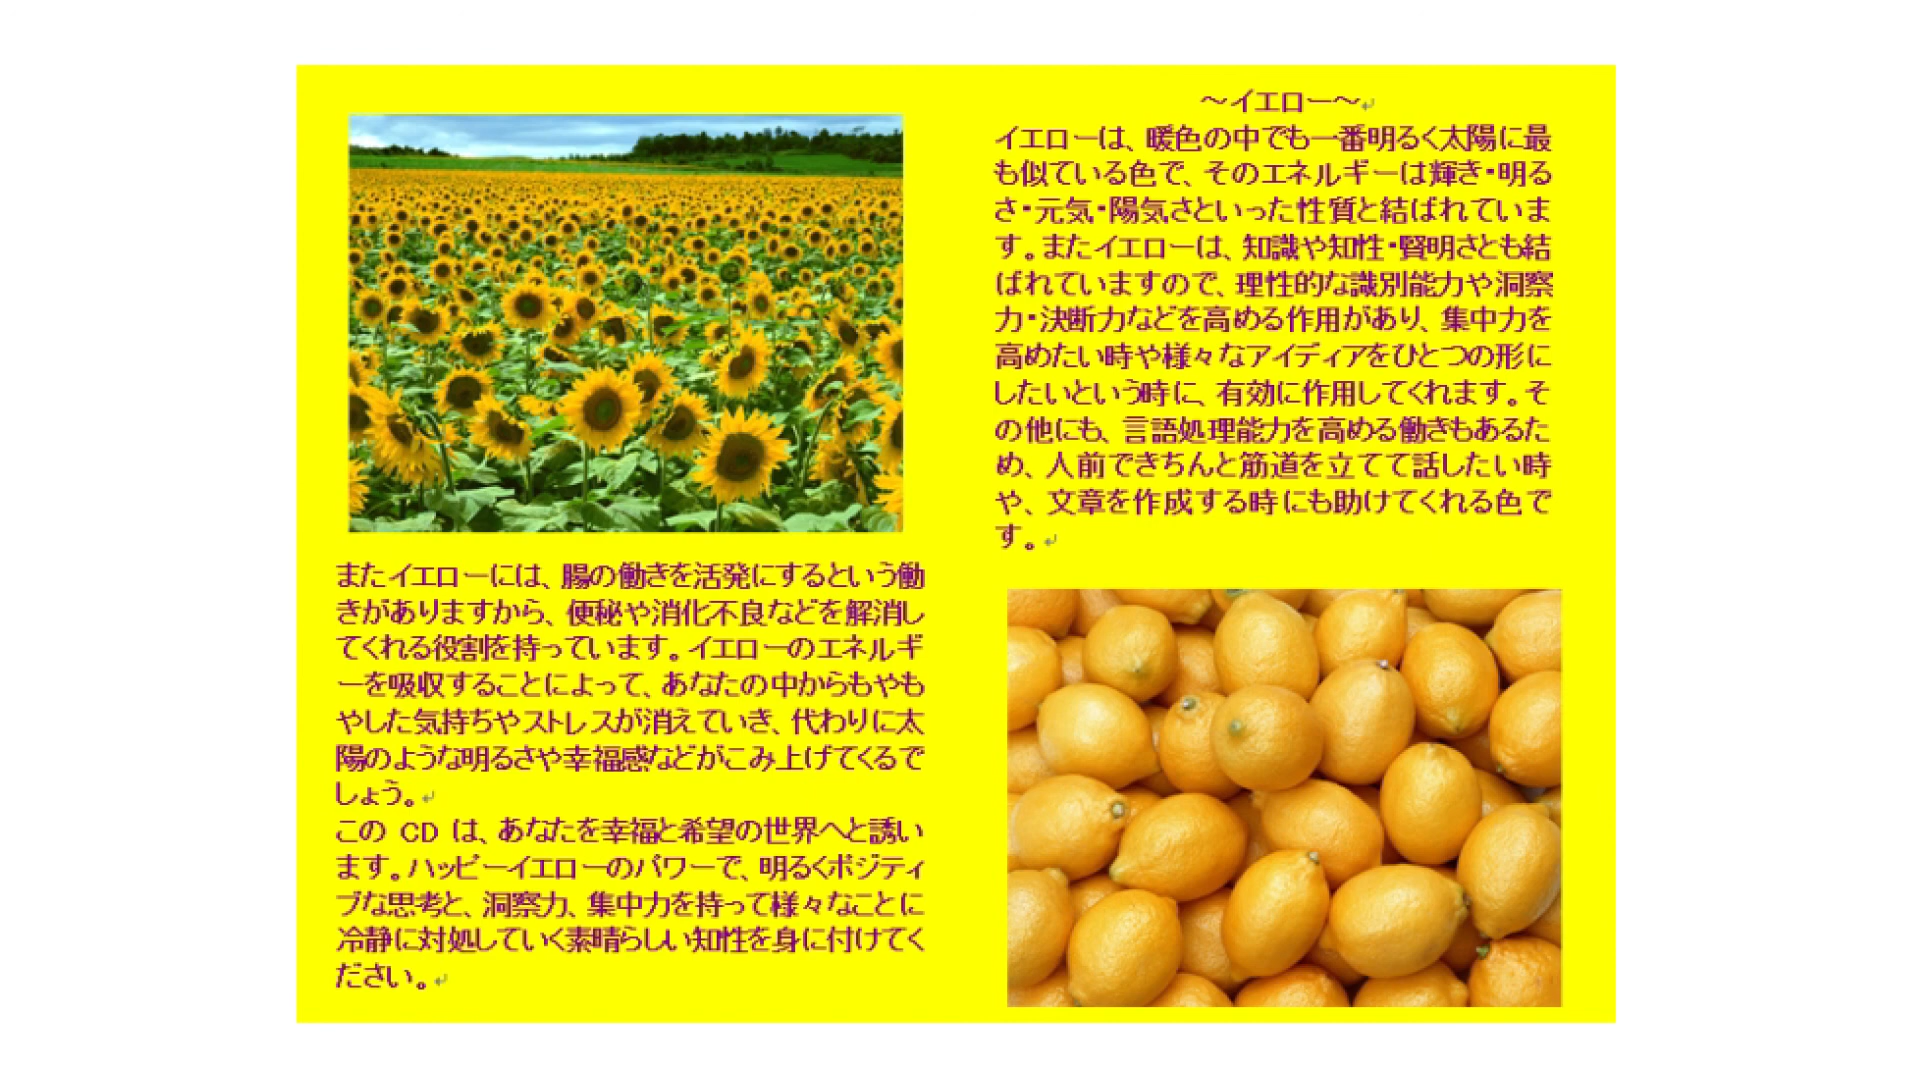 ～イエロー～
イエローは、暖色の中でも一番明るく太陽に最
も似ている色で、そのエネルギーは輝き・明る
さ・元気・陽気さといった性質と結ばれていま
す。またイエローは、知識や知性・賢明さとも結
ばれていますので、理性的な識別能力や洞察
力・決断力などを高める作用があり、集中力を
高めたい時や様々なアイディアをひとつの形に
したいという時に、有効に作用してくれます。そ
の他にも、言語処理能力を高める働きもあるた
め、人前できちんと筋道を立てて話したい時
や、文章を作成する時にも助けてくれる色で
す。
またイエローには、腸の働きを活発にするという働
きがありますから、便秘や消化不良などを解消し
てくれる役割を持っています。イエローのエネルギ
ーを吸収することによって、あなたの中からもやも
やした気持ちやストレスが消えていき、代わりに太
陽のような明るさや幸福感などがこみ上げてくるで
しょう。
この CD は、あなたを幸福と希望の世界へと誘い
ます。ハッピーイエローのパワーで、明るくポジティ
ブな思考と、洞察力、集中力を持って様々なことに
冷静に対処していく素晴らしい知性を身に付けてく
ださい。